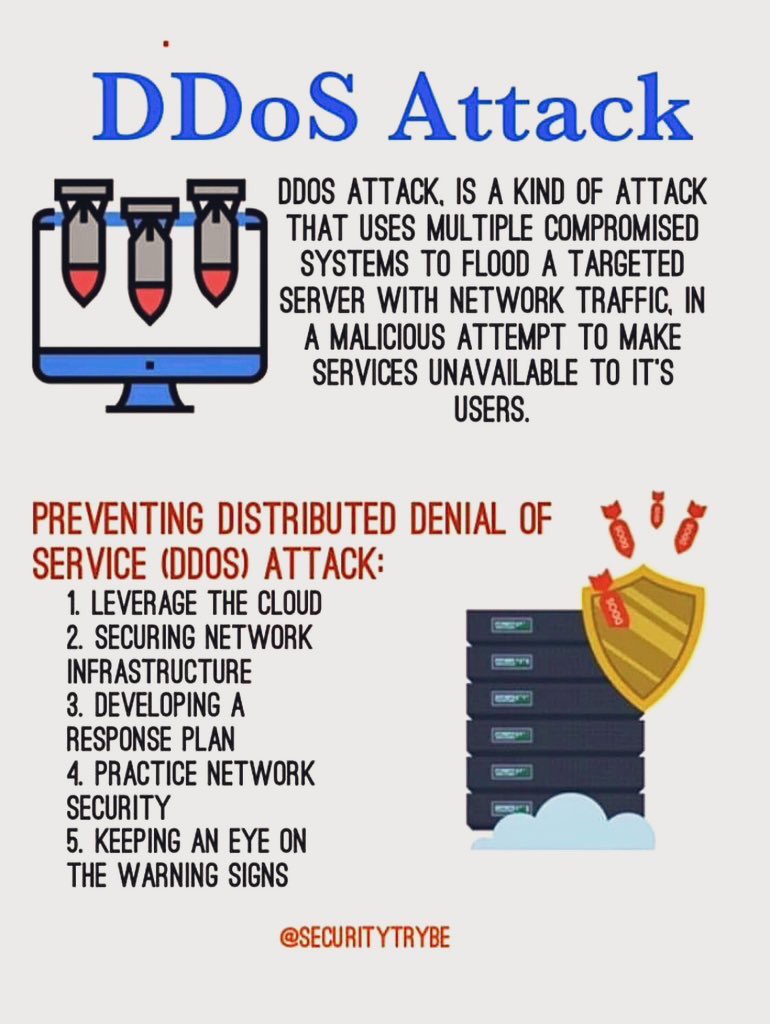 DDoS Attack
DDOS ATTACK, IS A KIND OF ATTACK
THAT USES MULTIPLE COMPROMISED
SYSTEMS TO FLOOD A TARGETED
SERVER WITH NETWORK TRAFFIC, IN
A MALICIOUS ATTEMPT TO MAKE
SERVICES UNAVAILABLE TO IT'S
USERS.
PREVENTING DISTRIBUTED DENIAL OF
SERVICE (DDOS) ATTACK:
1. LEVERAGE THE CLOUD
2. SECURING NETWORK
INFRASTRUCTURE
3. DEVELOPING A
RESPONSE PLAN
4. PRACTICE NETWORK
SECURITY
5. KEEPING AN EYE ON
THE WARNING SIGNS
DDOS
DDOS
DDOS
@SECURITYTRYBE